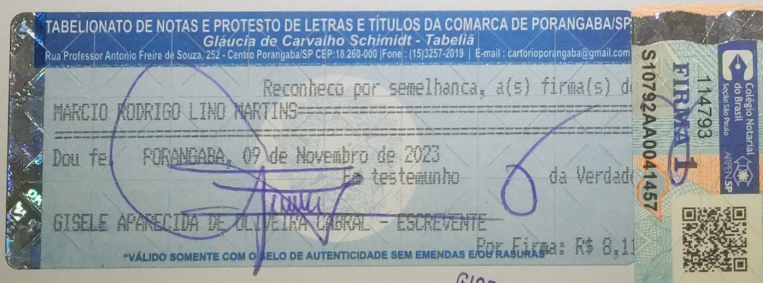 TABELIONATO DE NOTAS E PROTESTO DE LETRAS E TÍTULOS DA COMARCA DE PORANGABA/SP
Gláucia de Carvalho Schimidt - Tabeliã
Rua Professor Antonio Freire de Souza, 252 - Centro Porangaba/SP CEP:18.260-000 | Fone: (15)3257-2019 | E-mail: cartorioporangaba@gmail.com
Reconheco por semelhanca, a(s) firma(s) de
MARCIO RODRIGO LINO MARTINS
Dou fe. PORANGABA, 09 de Novembro de 2023
Em testemunho da Verdade
GISELE APARECIDA DE OLIVEIRA CABRAL - ESCREVENTE
Por Firma: R$ 8,11
"VÁLIDO SOMENTE COM O SELO DE AUTENTICIDADE SEM EMENDAS E/OU RASURAS"
Colégio Notarial
do Brasil
Seção São Paulo
ARPEN.SP
114793
FIRMA 1
S10792AA0041457